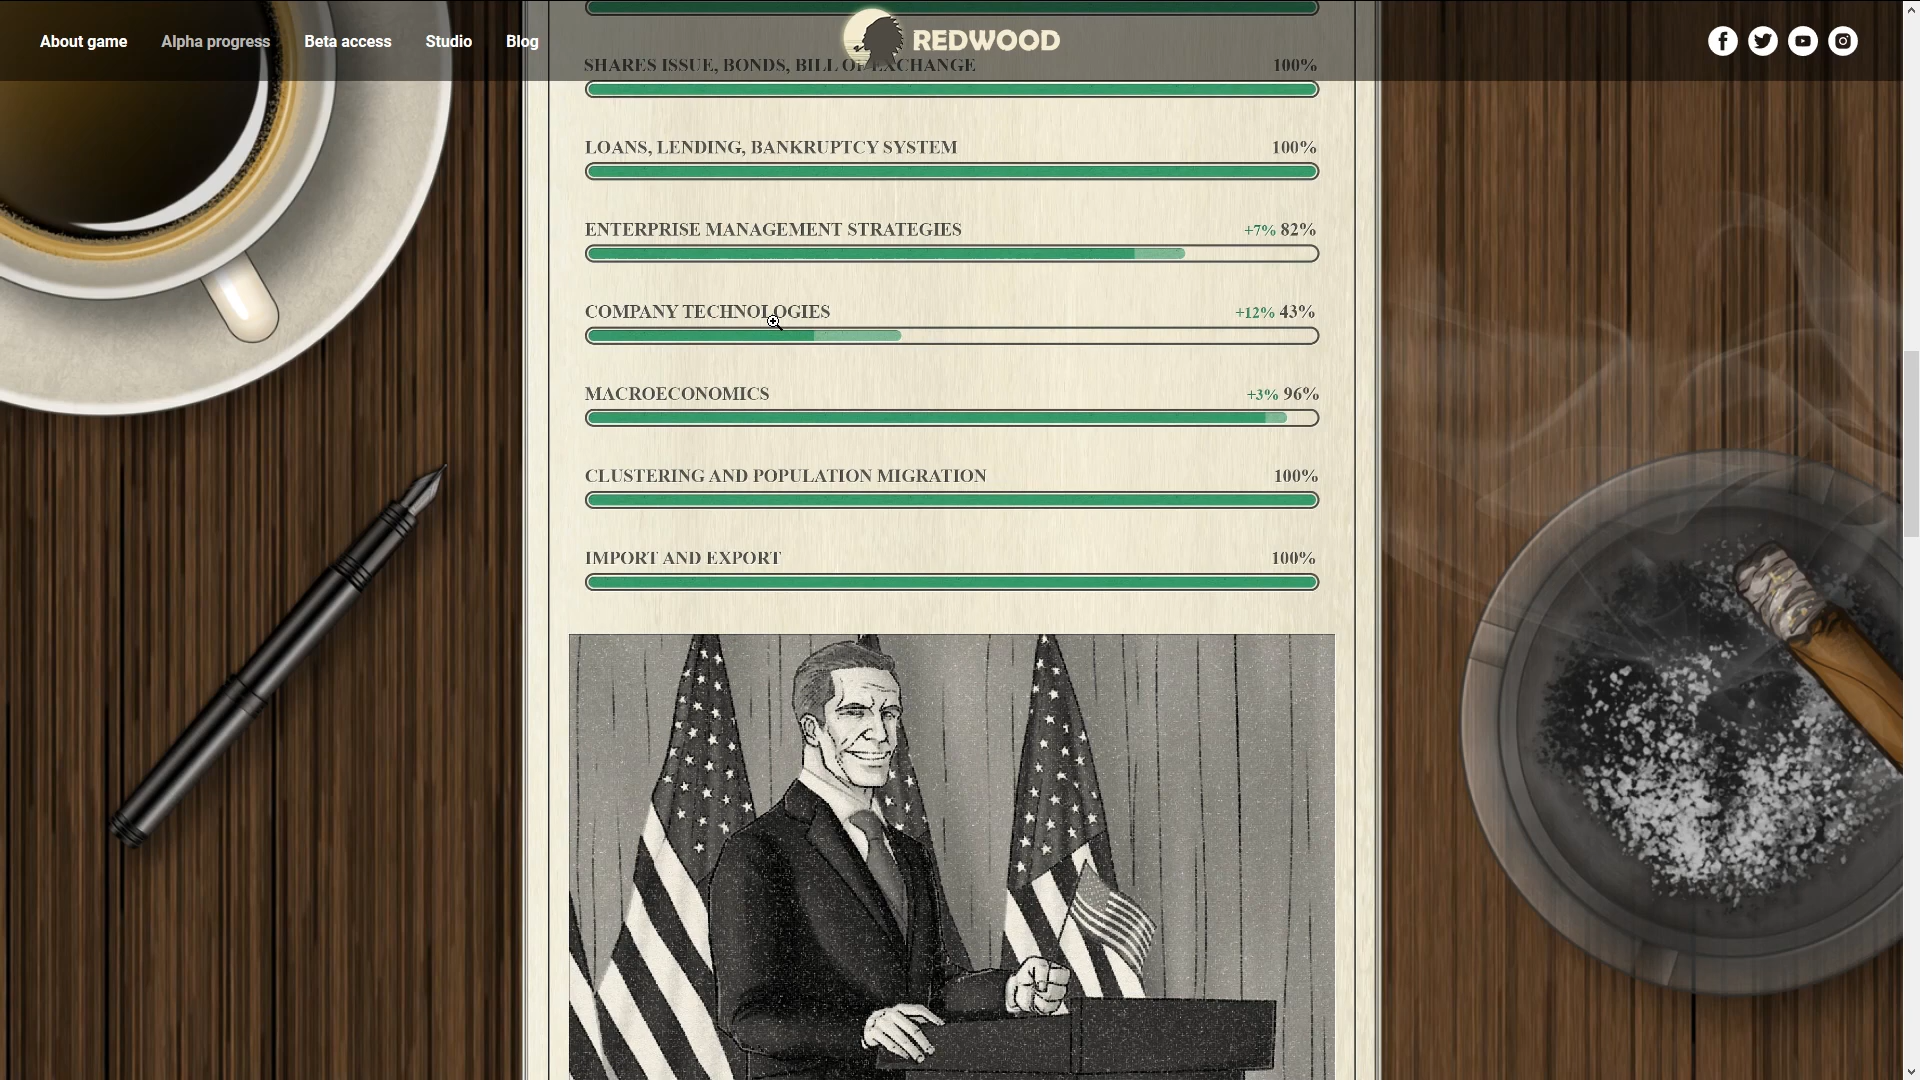 About game Alpha progress Beta access Studio Blog REDWOOD
SHARES ISSUE, BONDS, BILL OF EXCHANGE 100%
LOANS, LENDING, BANKRUPTCY SYSTEM 100%
ENTERPRISE MANAGEMENT STRATEGIES +7% 82%
COMPANY TECHNOLOGIES +12% 43%
MACROECONOMICS +3% 96%
CLUSTERING AND POPULATION MIGRATION 100%
IMPORT AND EXPORT 100%